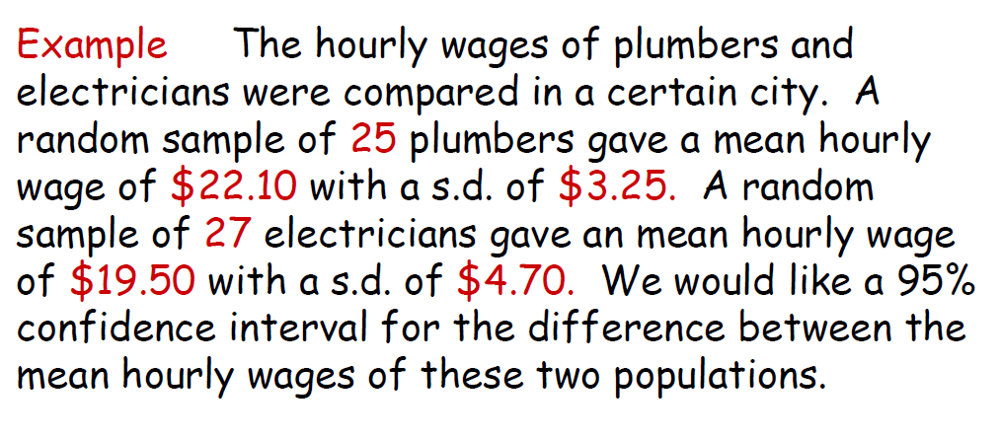 Example The hourly wages of plumbers and
electricians were compared in a certain city. A
random sample of 25 plumbers gave a mean hourly
wage of $22.10 with a s.d. of $3.25. A random
sample of 27 electricians gave an mean hourly wage
of $19.50 with a s.d. of $4.70. We would like a 95%
confidence interval for the difference between the
mean hourly wages of these two populations.